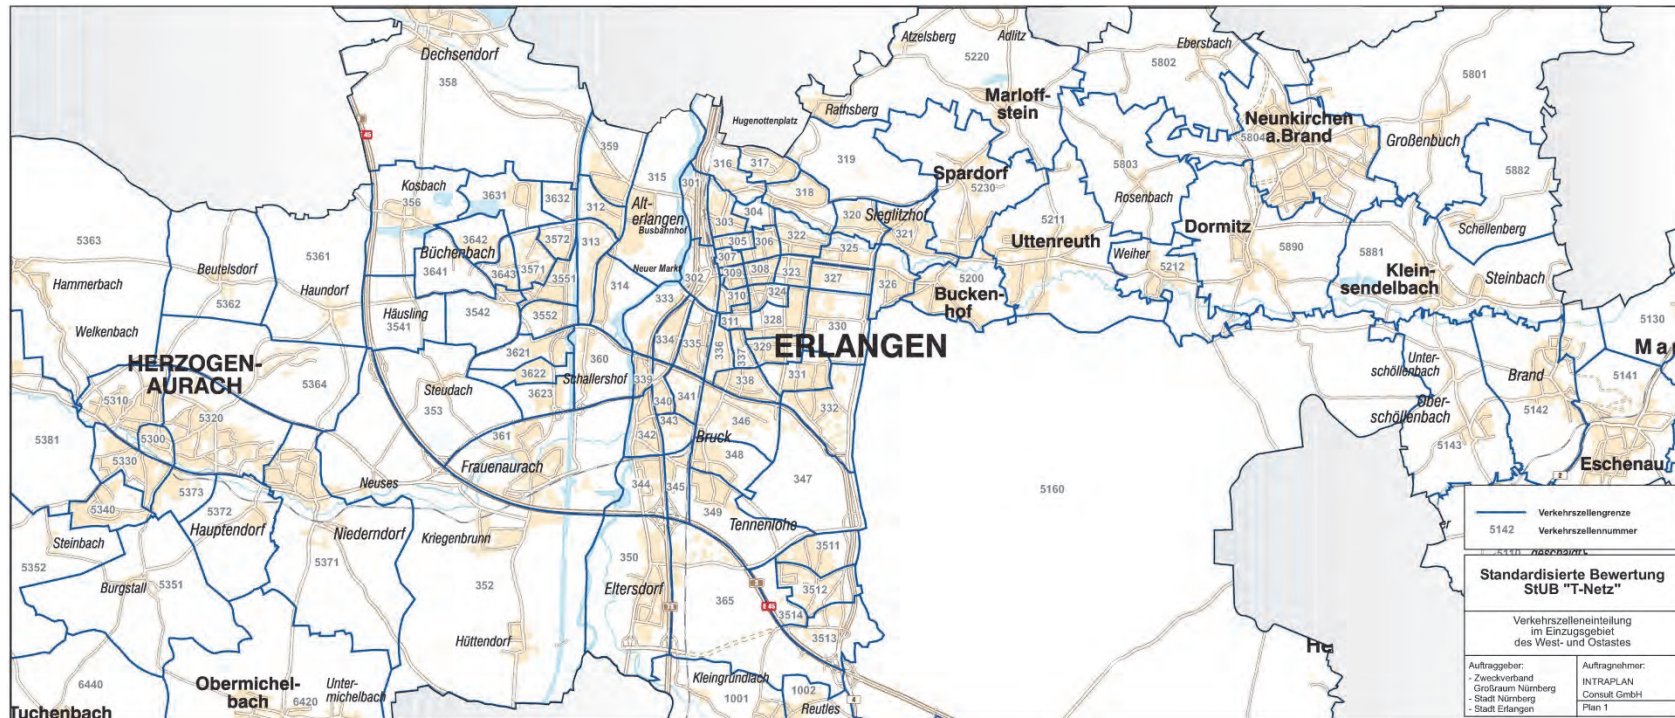 Dechsendorf
358
Atzelsberg
Adlitz
5220
Ebersbach
5802
5801
Rathsberg
Marloff-
stein
Hugenottenplatz
Neunkirchen
a.Brand
5804
Großenbuch
359
316
317
319
318
315
301
Spardorf
5230
5803
Rosenbach
5882
Schellenberg
Kosbach
356
3631
3632
312
Alt-
erlangen
Busbahnhof
303
304
320
Sieglitzhof
321
5211
Uttenreuth
Dormitz
5363
5361
3642
Büchenbach
3641
3643
3572
3571
3551
313
305
306
322
325
307
Weiher
5212
5890
5881
Klein-
sendelbach
Steinbach
Hammerbach
Beutelsdorf
5362
Haundorf
Neuer Markt
302
309
308
323
327
326
5200
Bucken-
hof
314
333
310
324
Welkenbach
Häusling
3541
3542
3552
311
328
330
5130
HERZOGEN-
AURACH
3621
3622
3623
360
Schallershof
334
335
336
337
329
ERLANGEN
Unter-
schöllenbach
Brand
Mar
5141
5364
Steudach
353
339
338
331
5310
5320
340
341
346
332
Ober-
schöllenbach
5142
5381
5300
5330
361
Frauenaurach
342
343
Bruck
348
5143
Eschenau
5340
5373
5372
Hauptendorf
Neuses
344
345
349
347
5160
Niederndorf
Kriegenbrunn
Tennenlohe
Steinbach
5352
5351
Burgstall
5371
352
350
Eltersdorf
3511
365
3512
3514
3513
Hüttendorf
6440
Tuchenbach
Obermichel-
bach
Unter-
michelbach
6420
Kleingründlach
1001
1002
Reutles
He
Verkehrszellengrenze
5142 Verkehrszellennummer
Standardisierte Bewertung
StUB "T-Netz"
Verkehrszelleneinteilung
im Einzugsgebiet
des West- und Ostastes
Auftraggeber:
- Zweckverband
Großraum Nürnberg
- Stadt Nürnberg
- Stadt Erlangen
Auftragnehmer:
INTRAPLAN
Consult GmbH
Plan 1